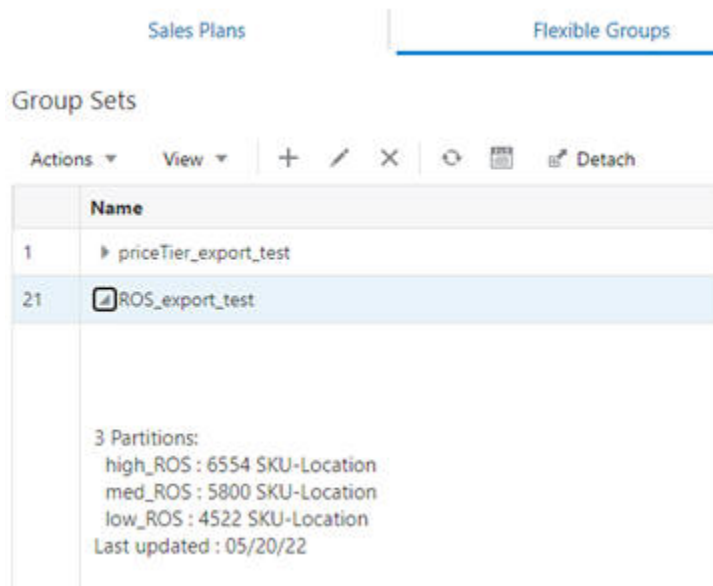 Sales Plans Flexible Groups
Group Sets
Actions View Detach
Name
1 priceTier_export_test
21 ROS_export_test
3 Partitions:
high_ROS : 6554 SKU-Location
med_ROS : 5800 SKU-Location
low_ROS : 4522 SKU-Location
Last updated : 05/20/22